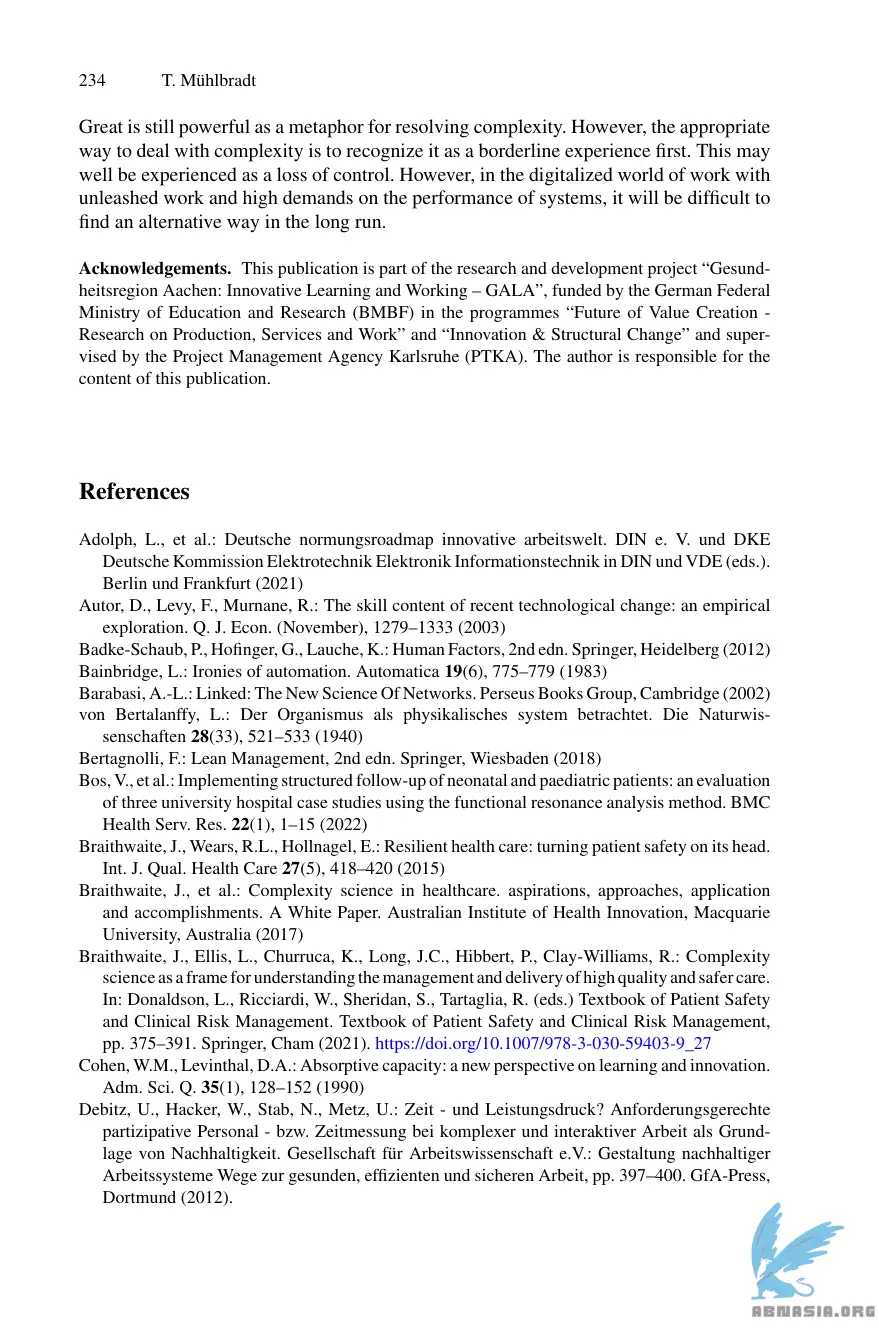 234 T. Mühlbradt
Great is still powerful as a metaphor for resolving complexity. However, the appropriate
way to deal with complexity is to recognize it as a borderline experience first. This may
well be experienced as a loss of control. However, in the digitalized world of work with
unleashed work and high demands on the performance of systems, it will be difficult to
find an alternative way in the long run.
Acknowledgements. This publication is part of the research and development project “Gesund-
heitsregion Aachen: Innovative Learning and Working – GALA”, funded by the German Federal
Ministry of Education and Research (BMBF) in the programmes “Future of Value Creation -
Research on Production, Services and Work” and “Innovation & Structural Change” and super-
vised by the Project Management Agency Karlsruhe (PTKA). The author is responsible for the
content of this publication.
References
Adolph, L., et al.: Deutsche normungsroadmap innovative arbeitswelt. DIN e. V. und DKE
Deutsche Kommission Elektrotechnik Elektronik Informationstechnik in DIN und VDE (eds.).
Berlin und Frankfurt (2021)
Autor, D., Levy, F., Murnane, R.: The skill content of recent technological change: an empirical
exploration. Q. J. Econ. (November), 1279–1333 (2003)
Badke-Schaub, P., Hofinger, G., Lauche, K.: Human Factors, 2nd edn. Springer, Heidelberg (2012)
Bainbridge, L.: Ironies of automation. Automatica 19(6), 775–779 (1983)
Barabasi, A.-L.: Linked: The New Science Of Networks. Perseus Books Group, Cambridge (2002)
von Bertalanffy, L.: Der Organismus als physikalisches system betrachtet. Die Naturwis-
senschaften 28(33), 521–533 (1940)
Bertagnolli, F.: Lean Management, 2nd edn. Springer, Wiesbaden (2018)
Bos, V., et al.: Implementing structured follow-up of neonatal and paediatric patients: an evaluation
of three university hospital case studies using the functional resonance analysis method. BMC
Health Serv. Res. 22(1), 1–15 (2022)
Braithwaite, J., Wears, R.L., Hollnagel, E.: Resilient health care: turning patient safety on its head.
Int. J. Qual. Health Care 27(5), 418–420 (2015)
Braithwaite, J., et al.: Complexity science in healthcare. aspirations, approaches, application
and accomplishments. A White Paper. Australian Institute of Health Innovation, Macquarie
University, Australia (2017)
Braithwaite, J., Ellis, L., Churruca, K., Long, J.C., Hibbert, P., Clay-Williams, R.: Complexity
science as a frame for understanding the management and delivery of high quality and safer care.
In: Donaldson, L., Ricciardi, W., Sheridan, S., Tartaglia, R. (eds.) Textbook of Patient Safety
and Clinical Risk Management. Textbook of Patient Safety and Clinical Risk Management,
pp. 375–391. Springer, Cham (2021). https://doi.org/10.1007/978-3-030-59403-9_27
Cohen, W.M., Levinthal, D.A.: Absorptive capacity: a new perspective on learning and innovation.
Adm. Sci. Q. 35(1), 128–152 (1990)
Debitz, U., Hacker, W., Stab, N., Metz, U.: Zeit - und Leistungsdruck? Anforderungsgerechte
partizipative Personal - bzw. Zeitmessung bei komplexer und interaktiver Arbeit als Grund-
lage von Nachhaltigkeit. Gesellschaft für Arbeitswissenschaft e.V.: Gestaltung nachhaltiger
Arbeitssysteme Wege zur gesunden, effizienten und sicheren Arbeit, pp. 397–400. GfA-Press,
Dortmund (2012).
ABNASIA.ORG